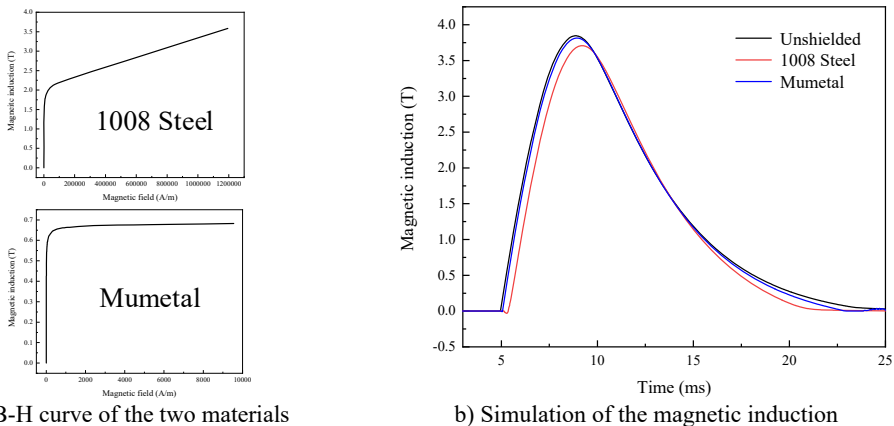 4.0
3.5
3.0
2.5
2.0
1.5
1.0
0.5
0.0
Magnetic induction (T)
1008 Steel
0 200000 400000 600000 800000 1000000 1200000
Magnetic field (A/m)
0.7
0.6
0.5
0.4
0.3
0.2
0.1
0.0
Magnetic induction (T)
Mumetal
0 2000 4000 6000 8000 10000
Magnetic field (A/m)
B-H curve of the two materials
4.0
3.5
3.0
2.5
2.0
1.5
1.0
0.5
0.0
-0.5
Magnetic induction (T)
Unshielded
1008 Steel
Mumetal
5 10 15 20 25
Time (ms)
b) Simulation of the magnetic induction